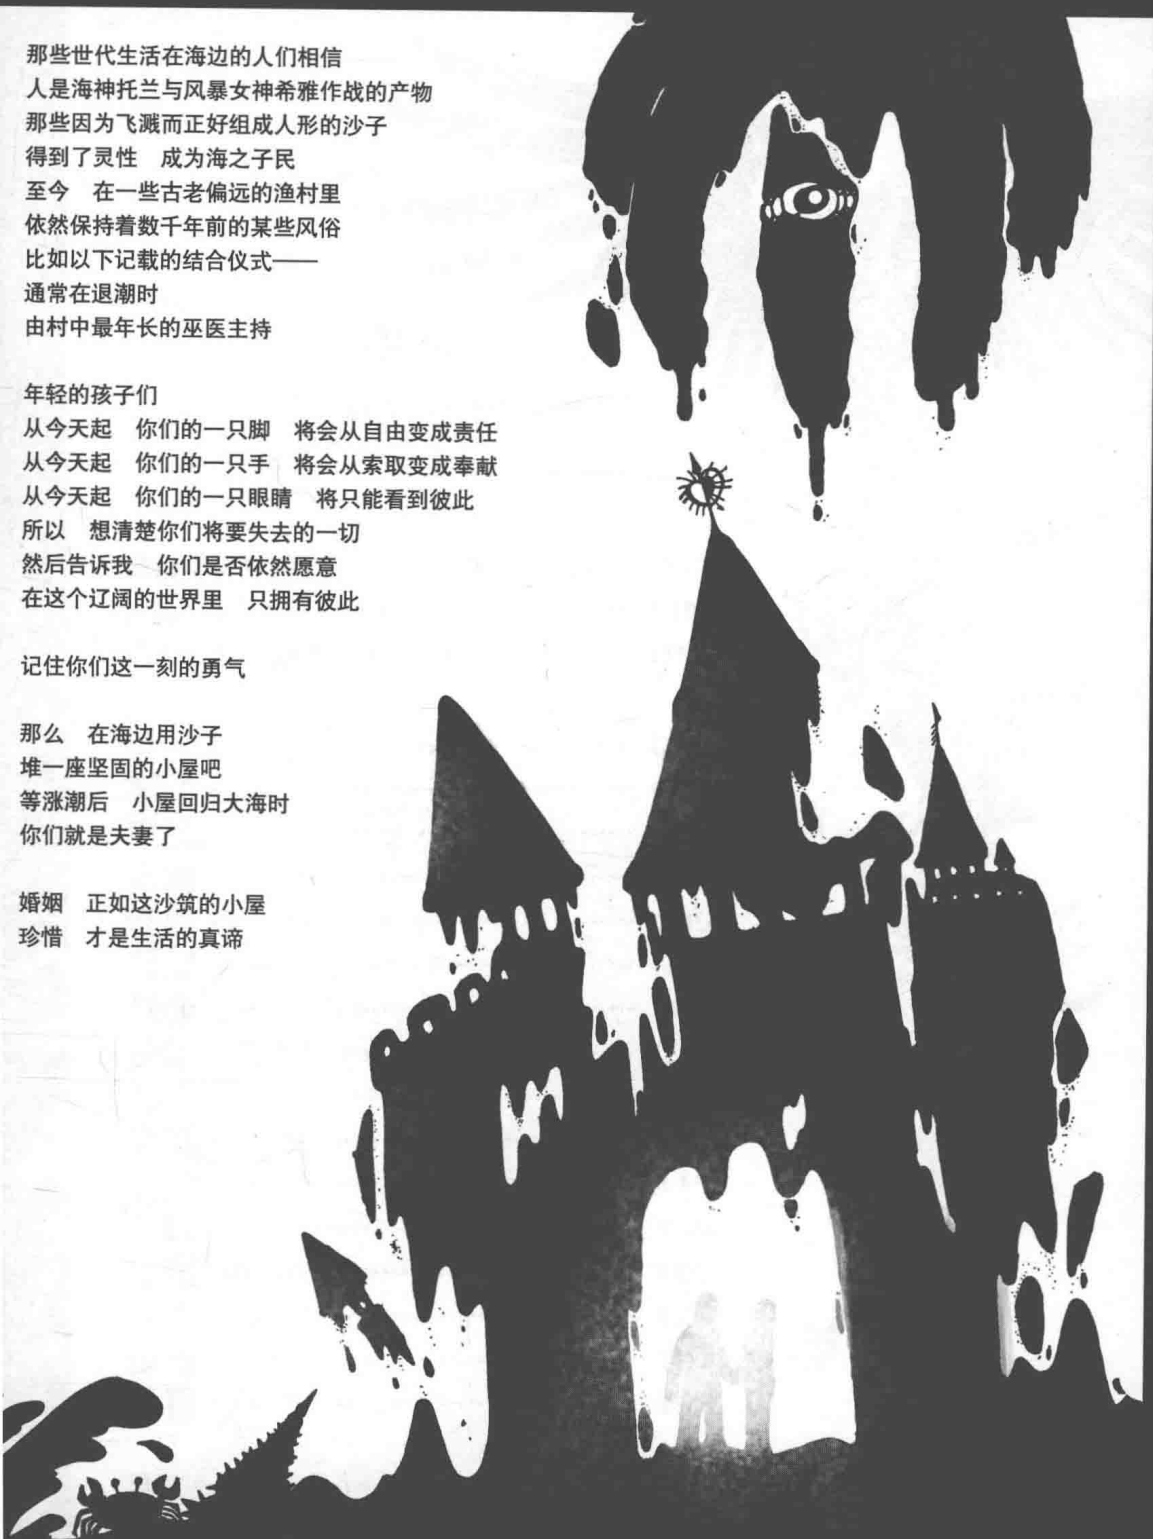 那些世代生活在海边的人们相信
人是海神托兰与风暴女神希雅作战的产物
那些因为飞溅而正好组成人形的沙子
得到了灵性　成为海之子民
至今　在一些古老偏远的渔村里
依然保持着数千年前的某些风俗
比如以下记载的结合仪式——
通常在退潮时
由村中最年长的巫医主持
年轻的孩子们
从今天起　你们的一只脚　将会从自由变成责任
从今天起　你们的一只手　将会从索取变成奉献
从今天起　你们的一只眼睛　将只能看到彼此
所以　想清楚你们将要失去的一切
然后告诉我　你们是否依然愿意
在这个辽阔的世界里　只拥有彼此
记住你们这一刻的勇气
那么　在海边用沙子
堆一座坚固的小屋吧
等涨潮后　小屋回归大海时
你们就是夫妻了
婚姻　正如这沙筑的小屋
珍惜　才是生活的真谛